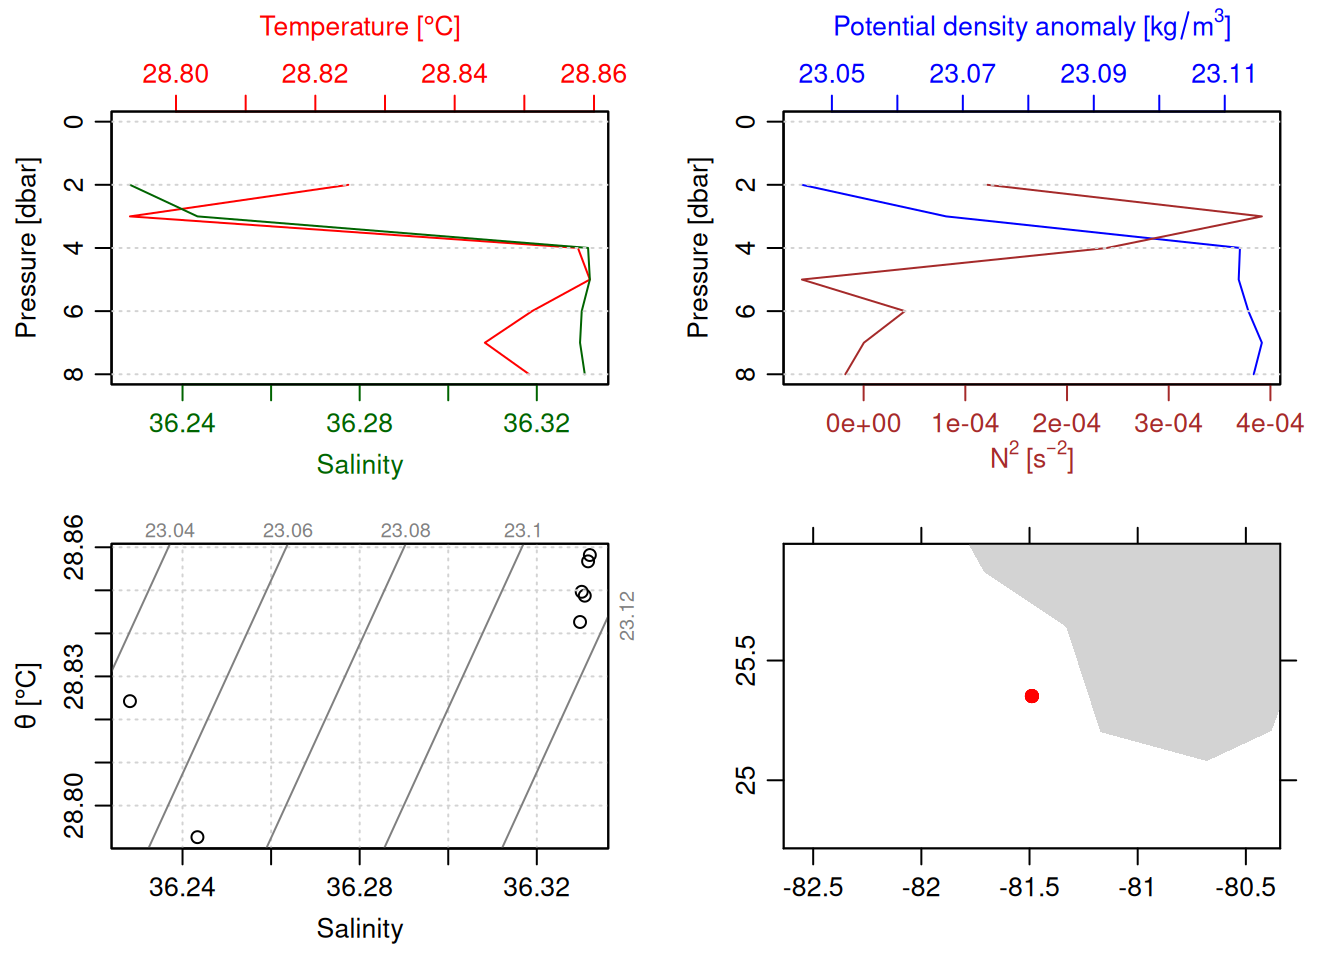 Temperature [°C]
28.80 28.82 28.84 28.86
0
2
4
6
8
Pressure [dbar]
36.24 36.28 36.32
Salinity
Potential density anomaly [kg/m³]
23.05 23.07 23.09 23.11
0
2
4
6
8
Pressure [dbar]
0e+00 1e-04 2e-04 3e-04 4e-04
N² [s⁻²]
23.04 23.06 23.08 23.1
23.12
28.86
28.83
28.80
θ [°C]
36.24 36.28 36.32
Salinity
25.5
25
-82.5 -82 -81.5 -81 -80.5